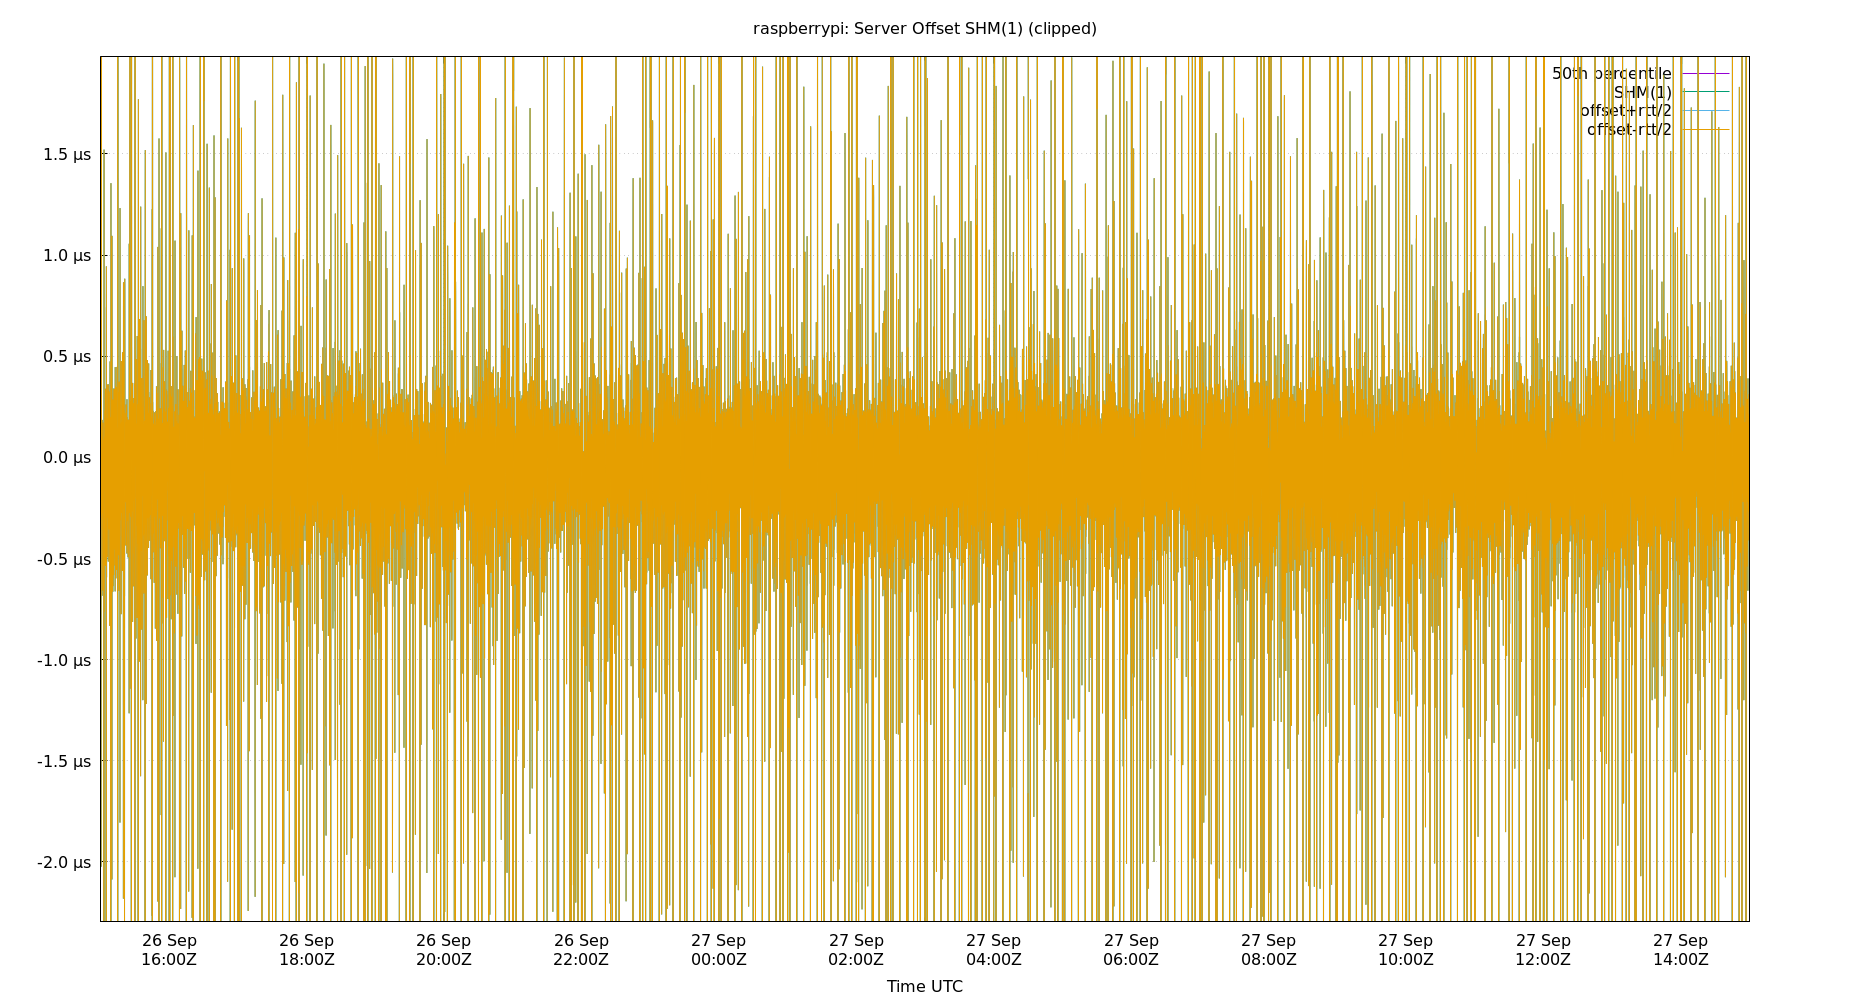 raspberrypi: Server Offset SHM(1) (clipped)
50th percentile
SHM(1)
offset+rtt/2
offset-rtt/2
1.5 µs
1.0 µs
0.5 µs
0.0 µs
-0.5 µs
-1.0 µs
-1.5 µs
-2.0 µs
26 Sep 26 Sep 26 Sep 26 Sep 27 Sep 27 Sep 27 Sep 27 Sep 27 Sep 27 Sep 27 Sep 27 Sep
16:00Z 18:00Z 20:00Z 22:00Z 00:00Z 02:00Z 04:00Z 06:00Z 08:00Z 10:00Z 12:00Z 14:00Z
Time UTC